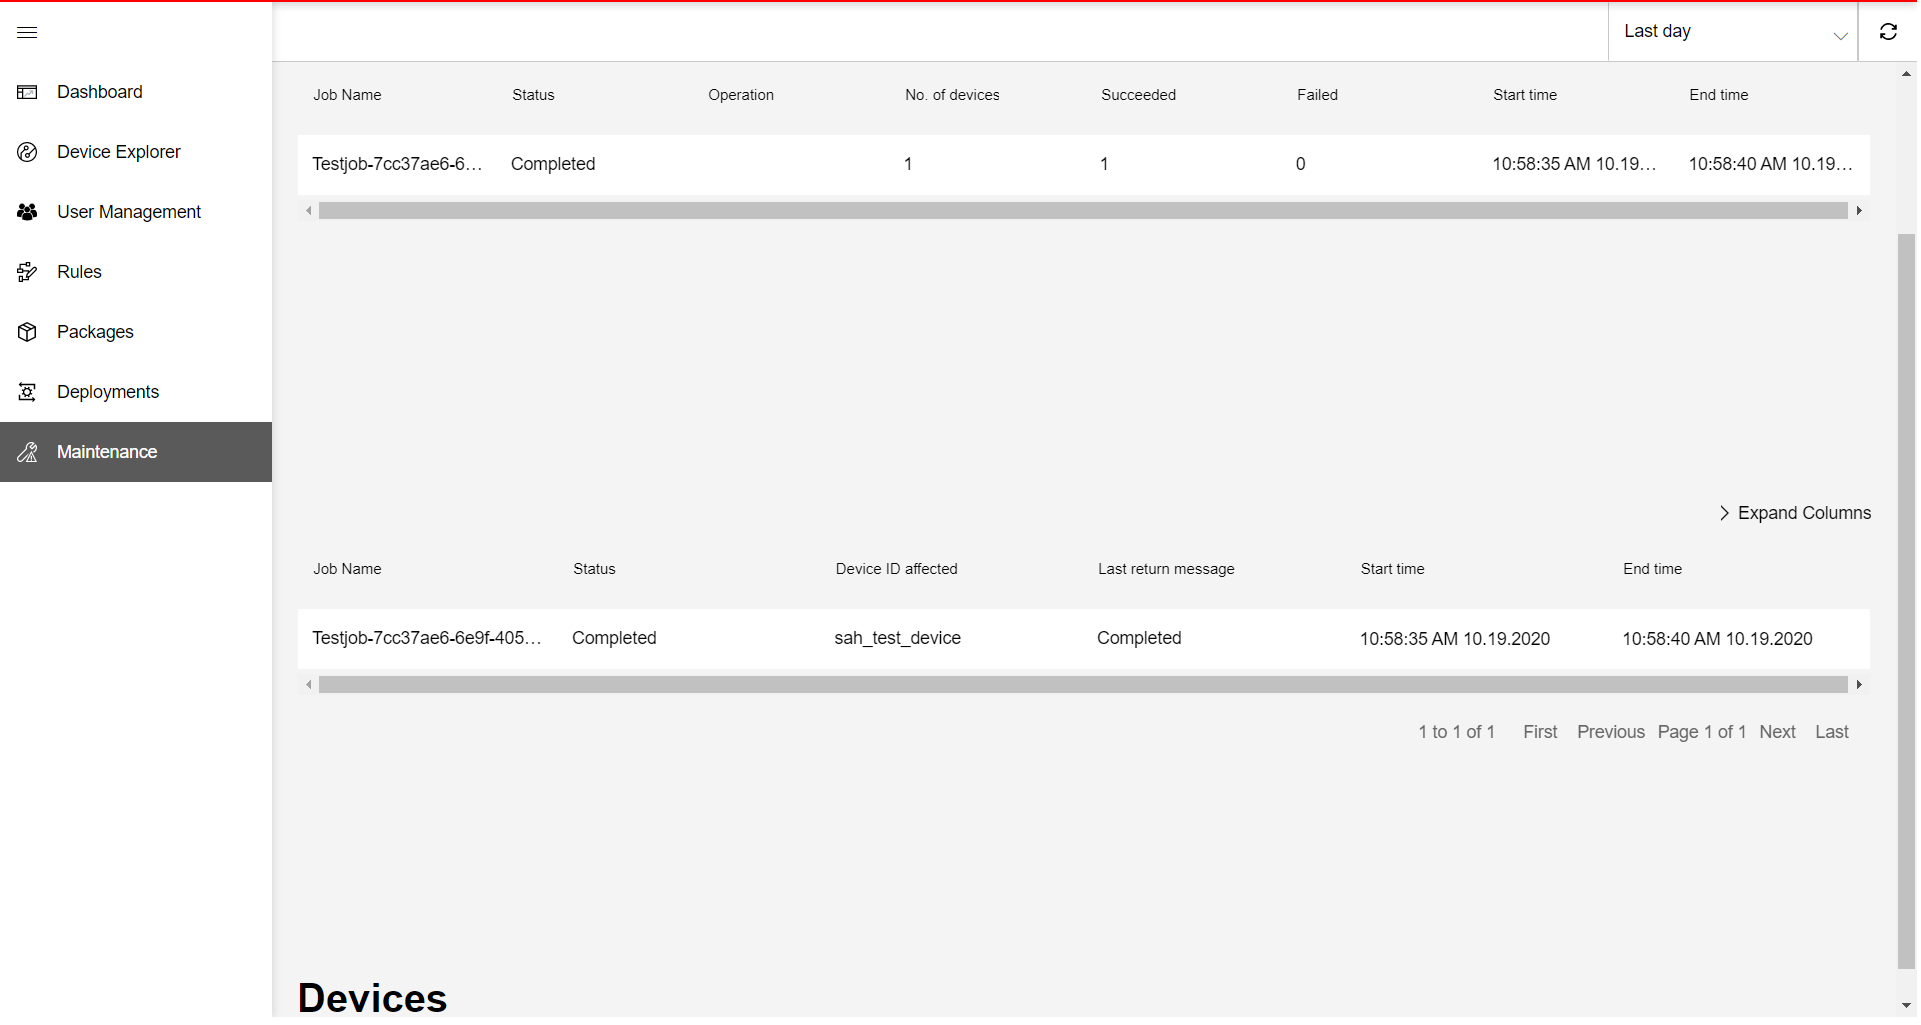 Last day
Dashboard
Device Explorer
User Management
Rules
Packages
Deployments
Maintenance
Job Name Status Operation No. of devices Succeeded Failed Start time End time
Testjob-7cc37ae6-6... Completed 1 1 0 10:58:35 AM 10.19... 10:58:40 AM 10.19...
Expand Columns
Job Name Status Device ID affected Last return message Start time End time
Testjob-7cc37ae6-6e9f-405... Completed sah_test_device Completed 10:58:35 AM 10.19.2020 10:58:40 AM 10.19.2020
1 to 1 of 1 First Previous Page 1 of 1 Next Last
Devices